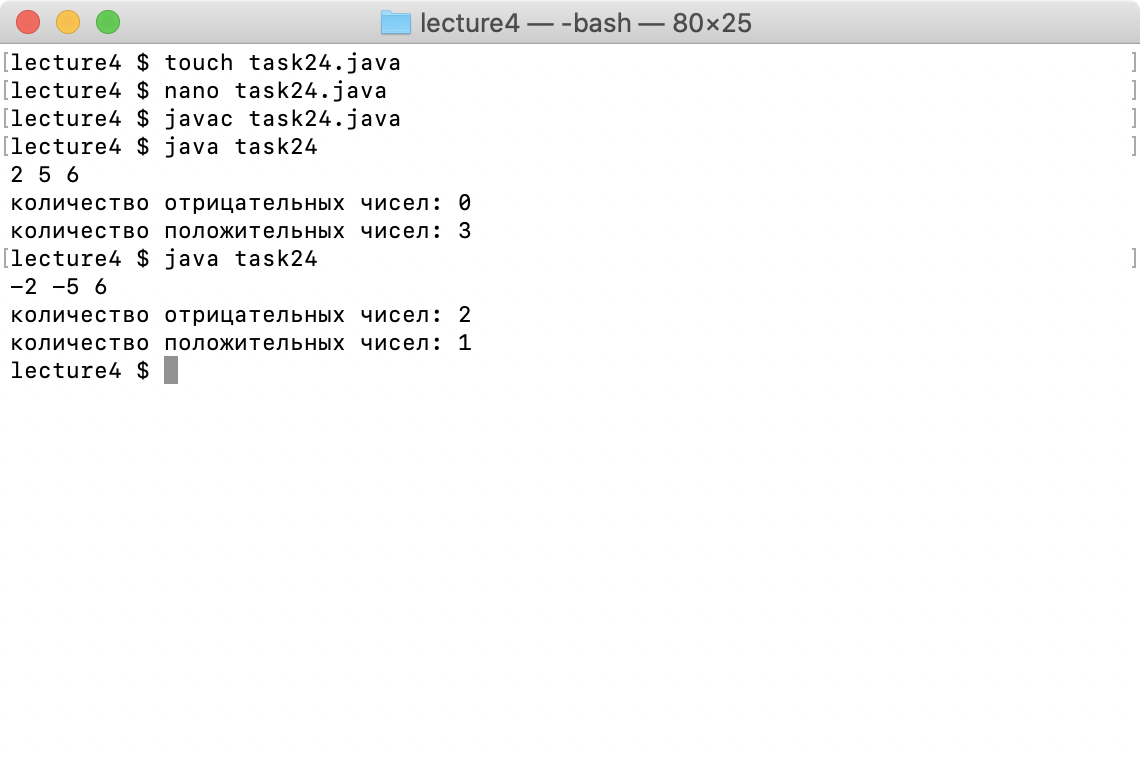 lecture4 — -bash — 80×25
[lecture4 $ touch task24.java ]
[lecture4 $ nano task24.java ]
[lecture4 $ javac task24.java ]
[lecture4 $ java task24 ]
2 5 6
количество отрицательных чисел: 0
количество положительных чисел: 3
[lecture4 $ java task24 ]
-2 -5 6
количество отрицательных чисел: 2
количество положительных чисел: 1
lecture4 $